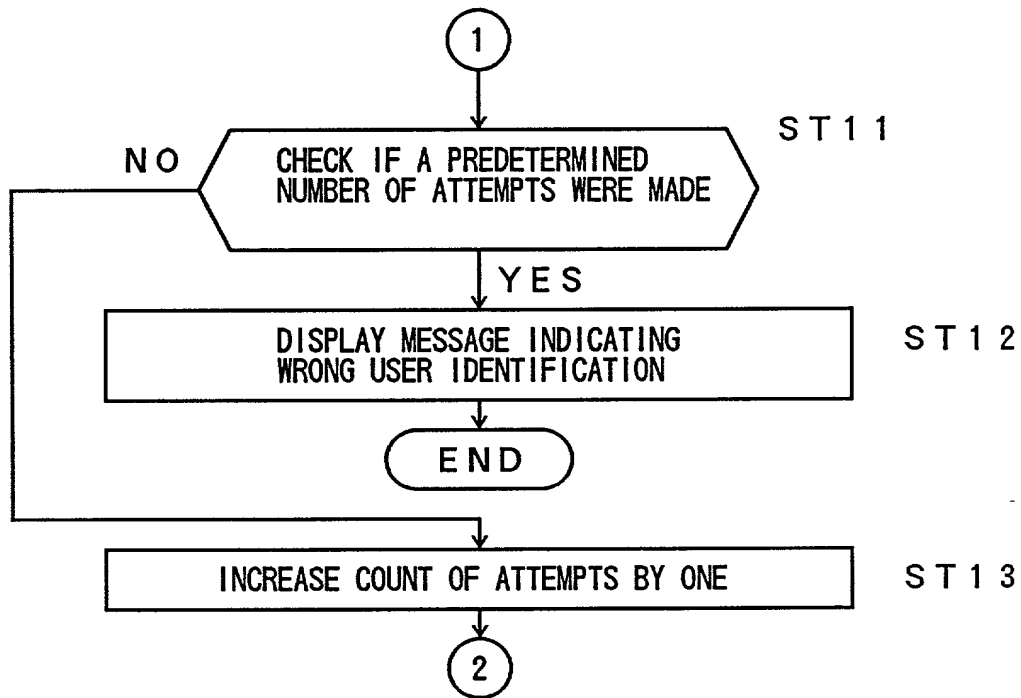 1
ST11
NO
CHECK IF A PREDETERMINED
NUMBER OF ATTEMPTS WERE MADE
YES
DISPLAY MESSAGE INDICATING
WRONG USER IDENTIFICATION
ST12
END
INCREASE COUNT OF ATTEMPTS BY ONE
ST13
2